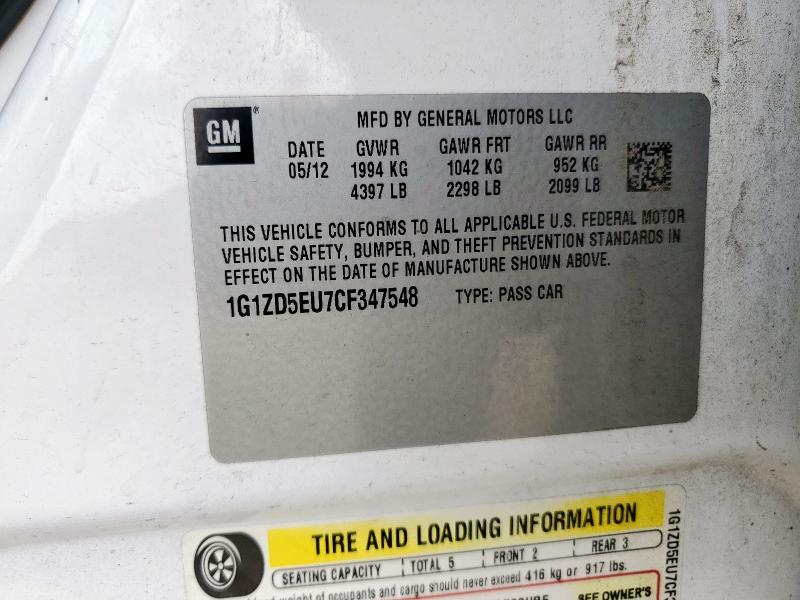 GM®
MFD BY GENERAL MOTORS LLC
DATE GVWR GAWR FRT GAWR RR
05/12 1994 KG 1042 KG 952 KG
4397 LB 2298 LB 2099 LB
THIS VEHICLE CONFORMS TO ALL APPLICABLE U.S. FEDERAL MOTOR
VEHICLE SAFETY, BUMPER, AND THEFT PREVENTION STANDARDS IN
EFFECT ON THE DATE OF MANUFACTURE SHOWN ABOVE.
1G1ZD5EU7CF347548 TYPE: PASS CAR
TIRE AND LOADING INFORMATION
SEATING CAPACITY TOTAL 5 FRONT 2 REAR 3
weight of occupants and cargo should never exceed 416 kg or 917 lbs.
SEE OWNER'S
1G1ZD5EU7CF